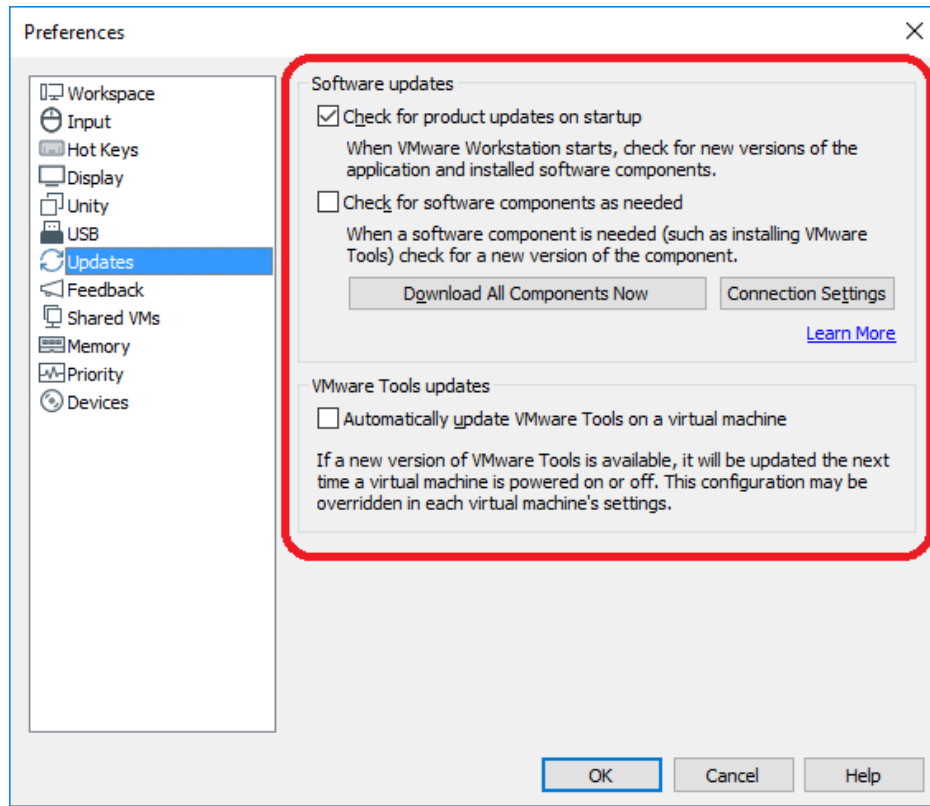 Preferences
Workspace
Input
Hot Keys
Display
Unity
USB
Updates
Feedback
Shared VMs
Memory
Priority
Devices
Software updates
Check for product updates on startup
When VMware Workstation starts, check for new versions of the
application and installed software components.
Check for software components as needed
When a software component is needed (such as installing VMware
Tools) check for a new version of the component.
Download All Components Now
Connection Settings
Learn More
VMware Tools updates
Automatically update VMware Tools on a virtual machine
If a new version of VMware Tools is available, it will be updated the next
time a virtual machine is powered on or off. This configuration may be
overridden in each virtual machine's settings.
OK
Cancel
Help